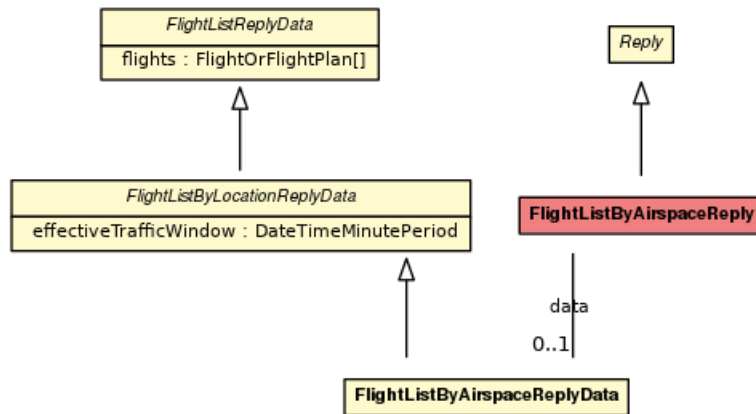 FlightListReplyData
flights : FlightOrFlightPlan[]
Reply
FlightListByLocationReplyData
effectiveTrafficWindow : DateTimeMinutePeriod
FlightListByAirspaceReply
data
0..1
FlightListByAirspaceReplyData